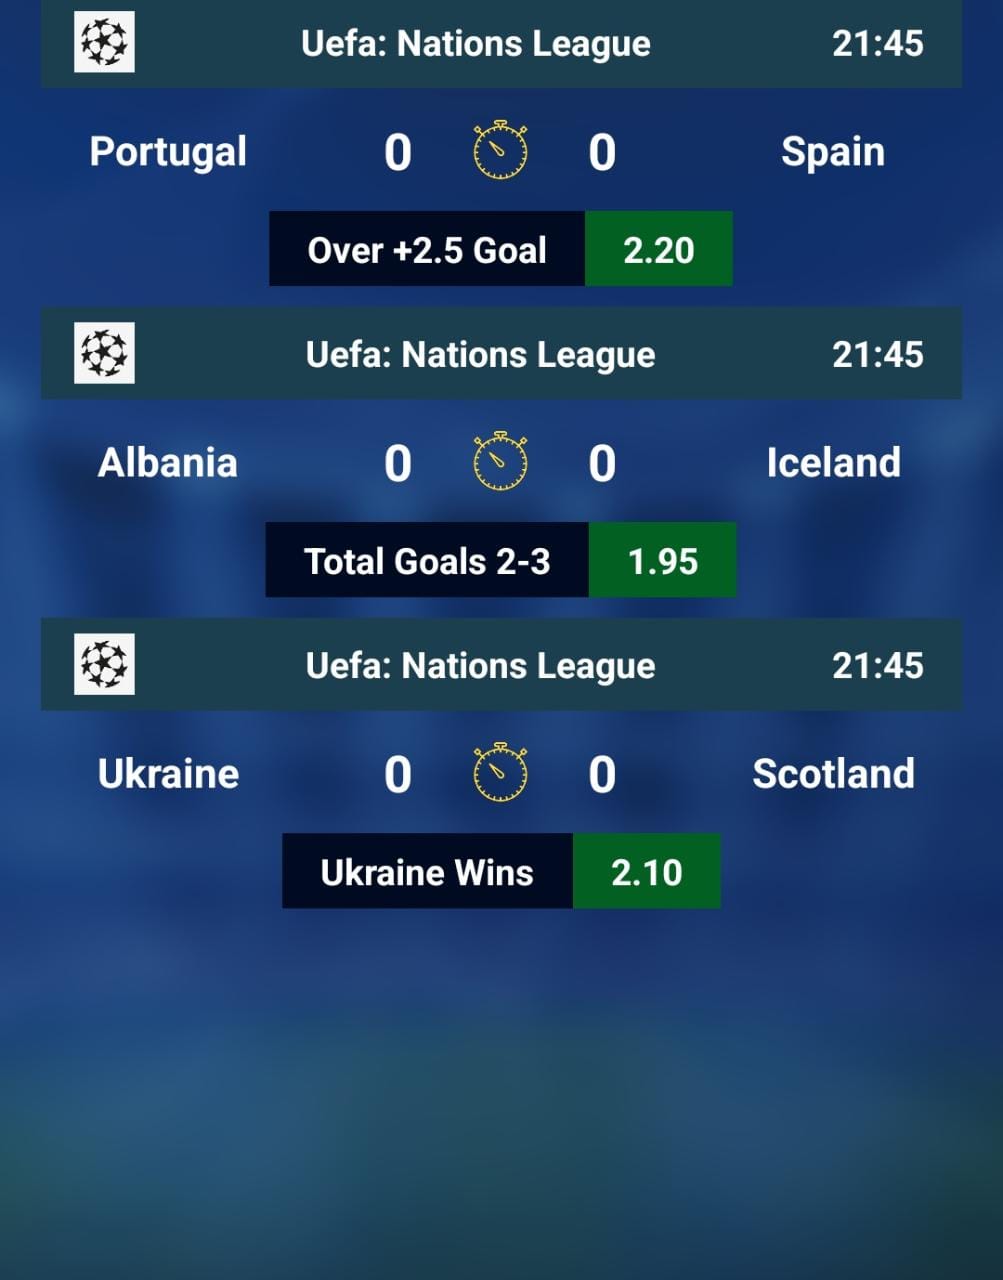 Uefa: Nations League 21:45
Portugal 0 0 Spain
Over +2.5 Goal 2.20
Uefa: Nations League 21:45
Albania 0 0 Iceland
Total Goals 2-3 1.95
Uefa: Nations League 21:45
Ukraine 0 0 Scotland
Ukraine Wins 2.10